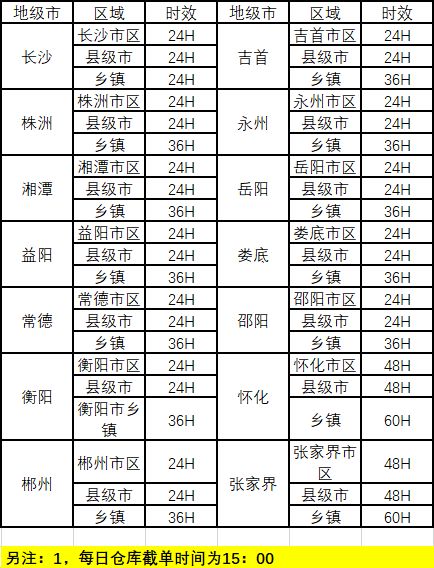 地级市 区域 时效 地级市 区域 时效
长沙 长沙市区 24H 吉首 吉首市区 24H
县级市 24H 县级市 24H
乡镇 24H 乡镇 36H
株洲 株洲市区 24H 永州 永州市区 24H
县级市 24H 县级市 24H
乡镇 36H 乡镇 36H
湘潭 湘潭市区 24H 岳阳 岳阳市区 24H
县级市 24H 县级市 24H
乡镇 36H 乡镇 36H
益阳 益阳市区 24H 娄底 娄底市区 24H
县级市 24H 县级市 24H
乡镇 36H 乡镇 36H
常德 常德市区 24H 邵阳 邵阳市区 24H
县级市 24H 县级市 24H
乡镇 36H 乡镇 36H
衡阳 衡阳市区 24H 怀化 怀化市区 48H
县级市 24H 县级市 48H
衡阳市乡镇 36H 乡镇 60H
郴州 郴州市区 24H 张家界 张家界市区 48H
县级市 24H 县级市 48H
乡镇 36H 乡镇 60H
另注：1，每日仓库截单时间为15：00